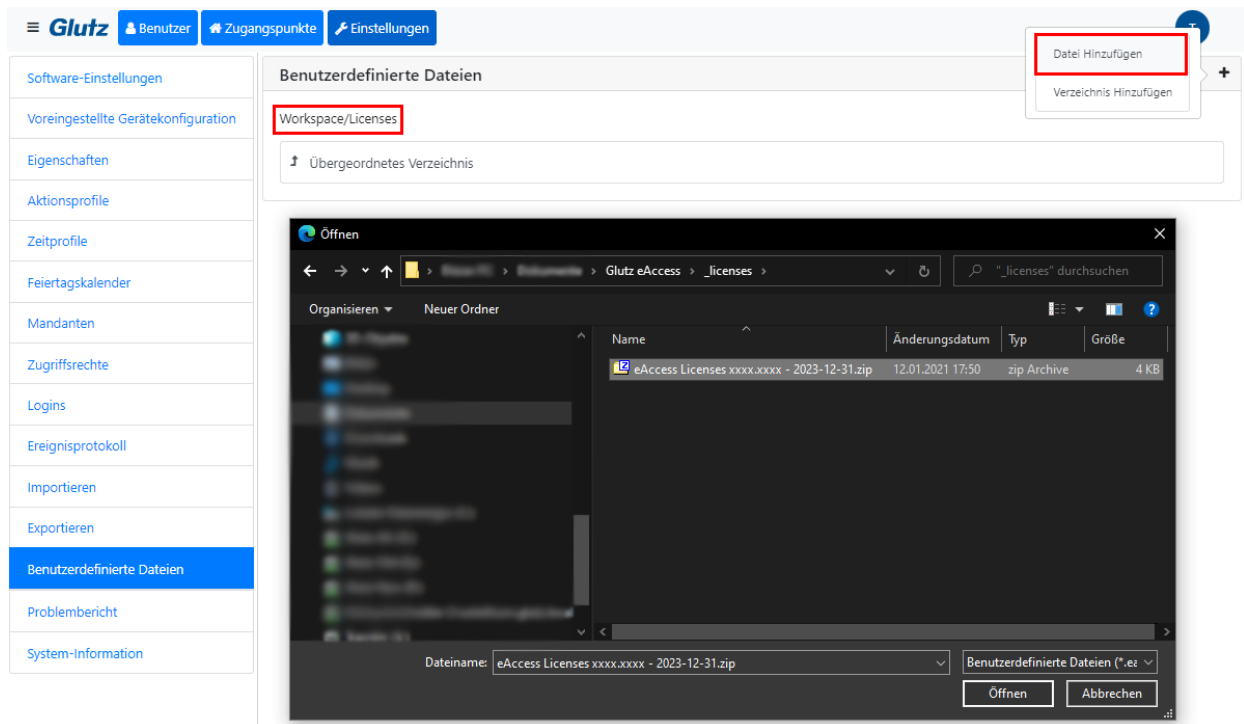 Glutz Benutzer Zugangspunkte Einstellungen
Datei Hinzufügen
Verzeichnis Hinzufügen
Software-Einstellungen
Voreingestellte Gerätekonfiguration
Eigenschaften
Aktionsprofile
Zeitprofile
Feiertagskalender
Mandanten
Zugriffsrechte
Logins
Ereignisprotokoll
Importieren
Exportieren
Benutzerdefinierte Dateien
Problembericht
System-Information
Benutzerdefinierte Dateien
Workspace/Licenses
Übergeordnetes Verzeichnis
Öffnen
Glutz eAccess › _licenses ›
"_licenses" durchsuchen
Organisieren Neuer Ordner
Name Änderungsdatum Typ Größe
eAccess Licenses xxxx.xxxx - 2023-12-31.zip 12.01.2021 17:50 zip Archive 4 KB
Dateiname: eAccess Licenses xxxx.xxxx - 2023-12-31.zip Benutzerdefinierte Dateien (*.ea
Öffnen Abbrechen